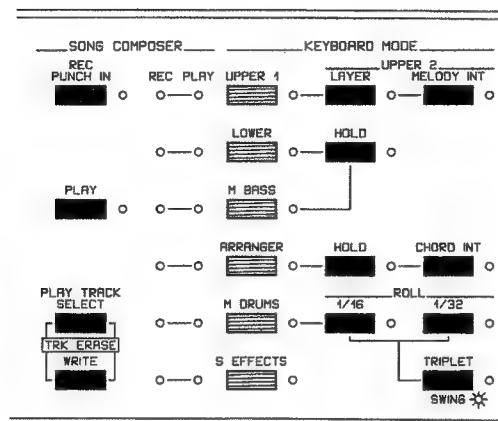 SONG COMPOSER KEYBOARD MODE
REC UPPER 2
PUNCH IN REC PLAY UPPER 1 LAYER MELODY INT
LOWER HOLD
PLAY M BASS
ARRANGER HOLD CHORD INT
PLAY TRACK ROLL
SELECT M DRUMS 1/16 1/32
TRK ERASE
WRITE S EFFECTS TRIPLET
SWING